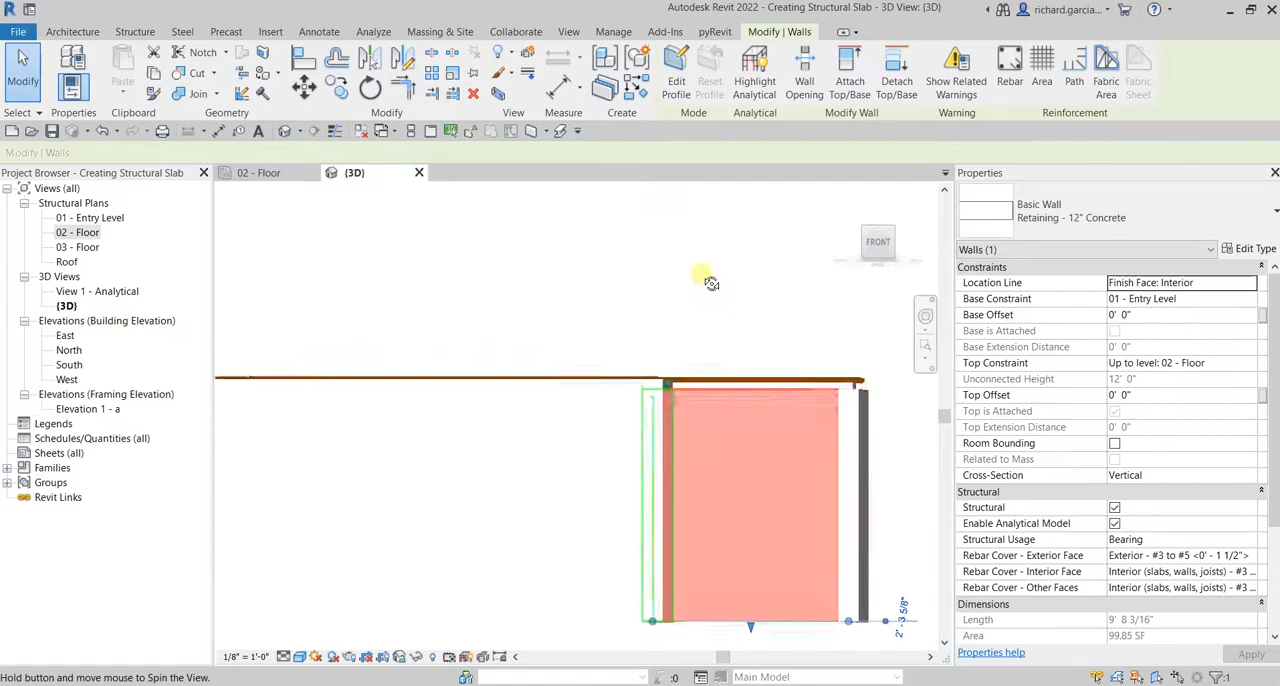 Autodesk Revit 2022 - Creating Structural Slab - 3D View: {3D}
richard.garcia...
File Architecture Structure Steel Precast Insert Annotate Analyze Massing & Site Collaborate View Manage Add-Ins pyRevit Modify | Walls
Modify Paste Notch Cut Join
Edit Profile Reset Profile Highlight Analytical Wall Opening Attach Top/Base Detach Top/Base Show Related Warnings Rebar Area Path Fabric Area Fabric Sheet
Select Properties Clipboard Geometry Modify View Measure Create Mode Analytical Modify Wall Warning Reinforcement
Modify | Walls
Project Browser - Creating Structural Slab
02 - Floor {3D}
Properties
Views (all)
Structural Plans
01 - Entry Level
02 - Floor
03 - Floor
Roof
3D Views
View 1 - Analytical
{3D}
Elevations (Building Elevation)
East
North
South
West
Elevations (Framing Elevation)
Elevation 1 - a
Legends
Schedules/Quantities (all)
Sheets (all)
Families
Groups
Revit Links
FRONT
2' - 3 5/8"
Basic Wall
Retaining - 12" Concrete
Walls (1) Edit Type
Constraints
Location Line Finish Face: Interior
Base Constraint 01 - Entry Level
Base Offset 0' 0"
Base is Attached
Base Extension Distance 0' 0"
Top Constraint Up to level: 02 - Floor
Unconnected Height 12' 0"
Top Offset 0' 0"
Top is Attached
Top Extension Distance 0' 0"
Room Bounding
Related to Mass
Cross-Section Vertical
Structural
Structural
Enable Analytical Model
Structural Usage Bearing
Rebar Cover - Exterior Face Exterior - #3 to #5 <0' - 1 1/2">
Rebar Cover - Interior Face Interior (slabs, walls, joists) - #3 ...
Rebar Cover - Other Faces Interior (slabs, walls, joists) - #3 ...
Dimensions
Length 9' 8 3/16"
Area 99.85 SF
Properties help Apply
1/8" = 1'-0"
Hold button and move mouse to Spin the View. :0 Main Model :1